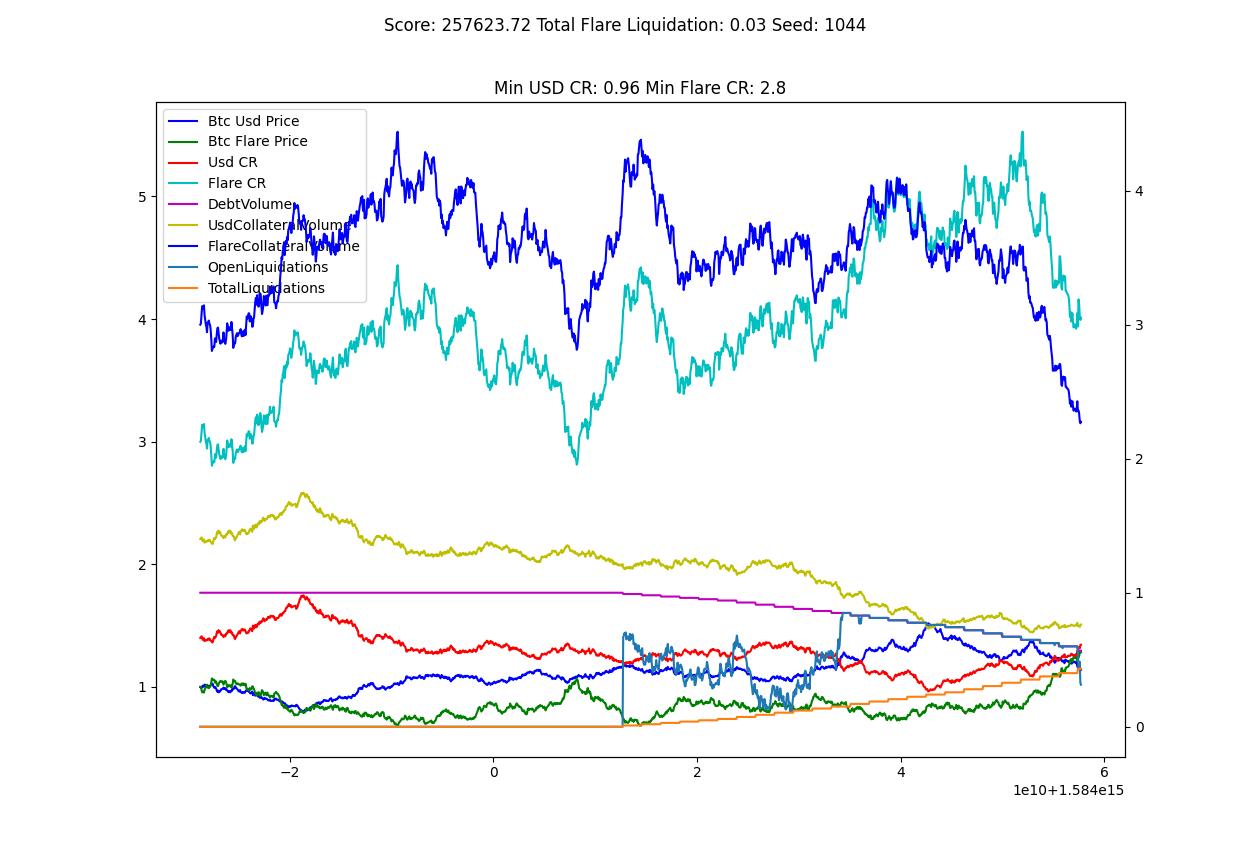 Score: 257623.72 Total Flare Liquidation: 0.03 Seed: 1044
Min USD CR: 0.96 Min Flare CR: 2.8
Btc Usd Price
Btc Flare Price
Usd CR
Flare CR
DebtVolume
UsdCollateralVolume
FlareCollateralVolume
OpenLiquidations
TotalLiquidations
5
4
3
2
1
4
3
2
1
0
−2
0
2
4
6
1e10+1.584e15